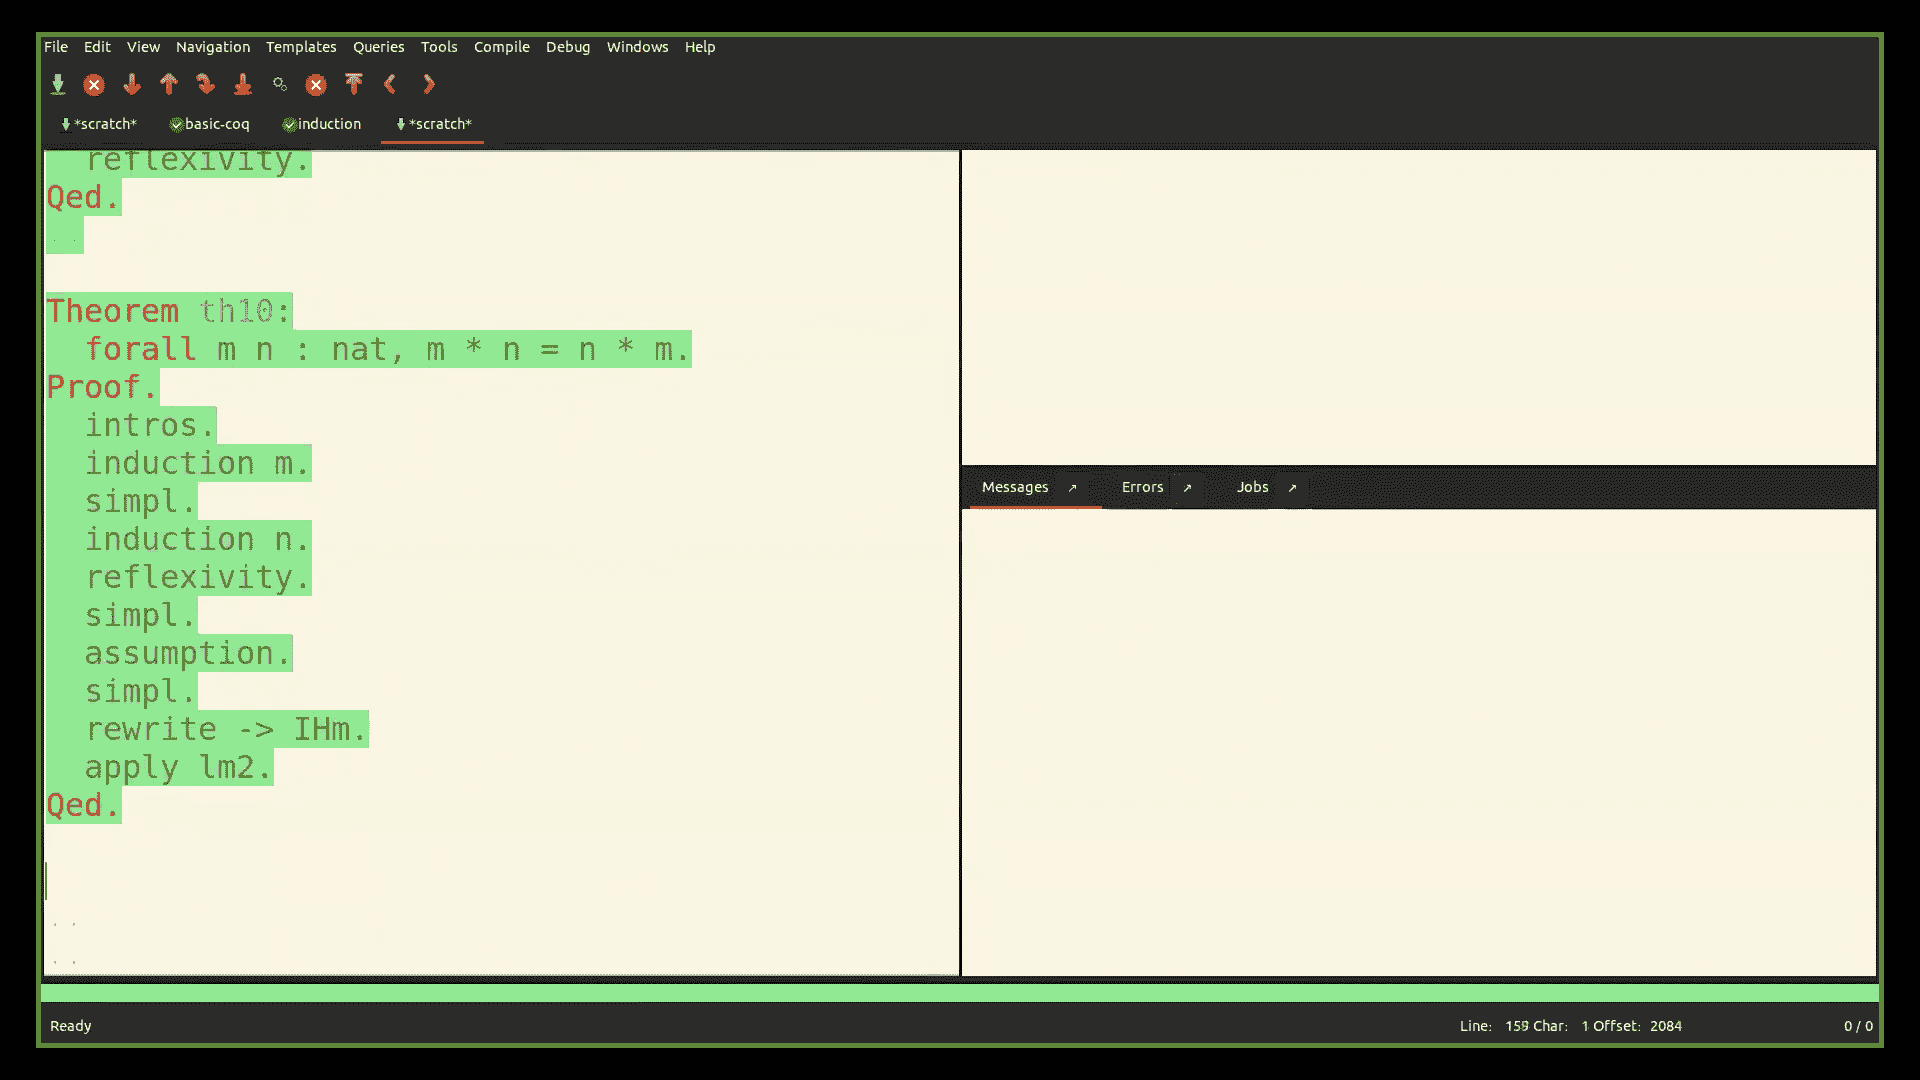 File Edit View Navigation Templates Queries Tools Compile Debug Windows Help
*scratch* basic-coq induction *scratch*
reflexivity.
Qed.
Theorem th10:
forall m n : nat, m * n = n * m.
Proof.
intros.
induction m.
simpl.
induction n.
reflexivity.
simpl.
assumption.
simpl.
rewrite -> IHm.
apply lm2.
Qed.
Messages Errors Jobs
Ready Line: Char: 1 Offset: 2084 0 / 0